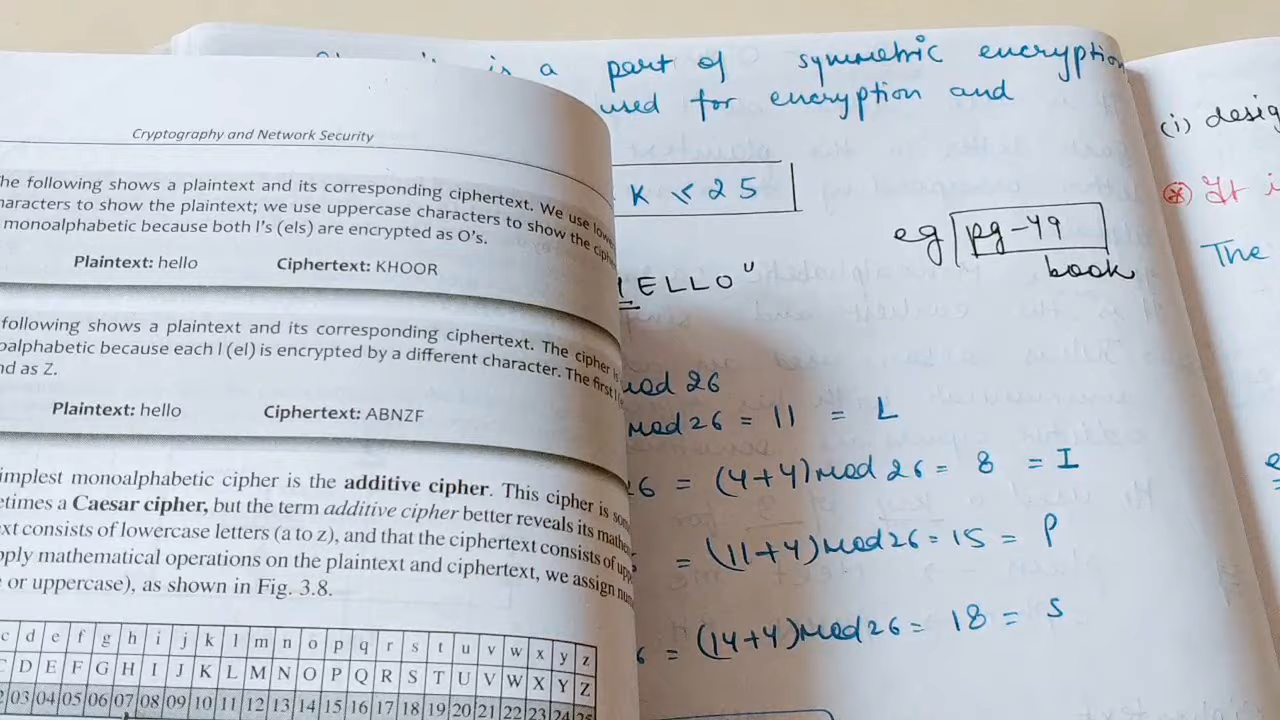 Cryptography and Network Security
he following shows a plaintext and its corresponding ciphertext. We use lowe
haracters to show the plaintext; we use uppercase characters to show the ciph
monoalphabetic because both l's (els) are encrypted as O's.
Plaintext: hello Ciphertext: KHOOR
following shows a plaintext and its corresponding ciphertext. The cipher is
oalphabetic because each l (el) is encrypted by a different character. The first l
nd as Z.
Plaintext: hello Ciphertext: ABNZF
implest monoalphabetic cipher is the additive cipher. This cipher is som
etimes a Caesar cipher, but the term additive cipher better reveals its mathe
ext consists of lowercase letters (a to z), and that the ciphertext consists of upp
pply mathematical operations on the plaintext and ciphertext, we assign num
e or uppercase), as shown in Fig. 3.8.
c d e f g h i j k l m n o p q r s t u v w x y z
C D E F G H I J K L M N O P Q R S T U V W X Y Z
2 03 04 05 06 07 08 09 10 11 12 13 14 15 16 17 18 19 20 21 22 23 24 25
is a part of symmetric encryption
used for encryption and
K ≤ 25
eg pg-49
book
ELLO"
mod 26
mod 26 = 11 = L
26 = (4+4) mod 26 = 8 = I
= (11+4) mod 26 = 15 = P
6 = (14+4) mod 26 = 18 = S
(i) desig
It i
The